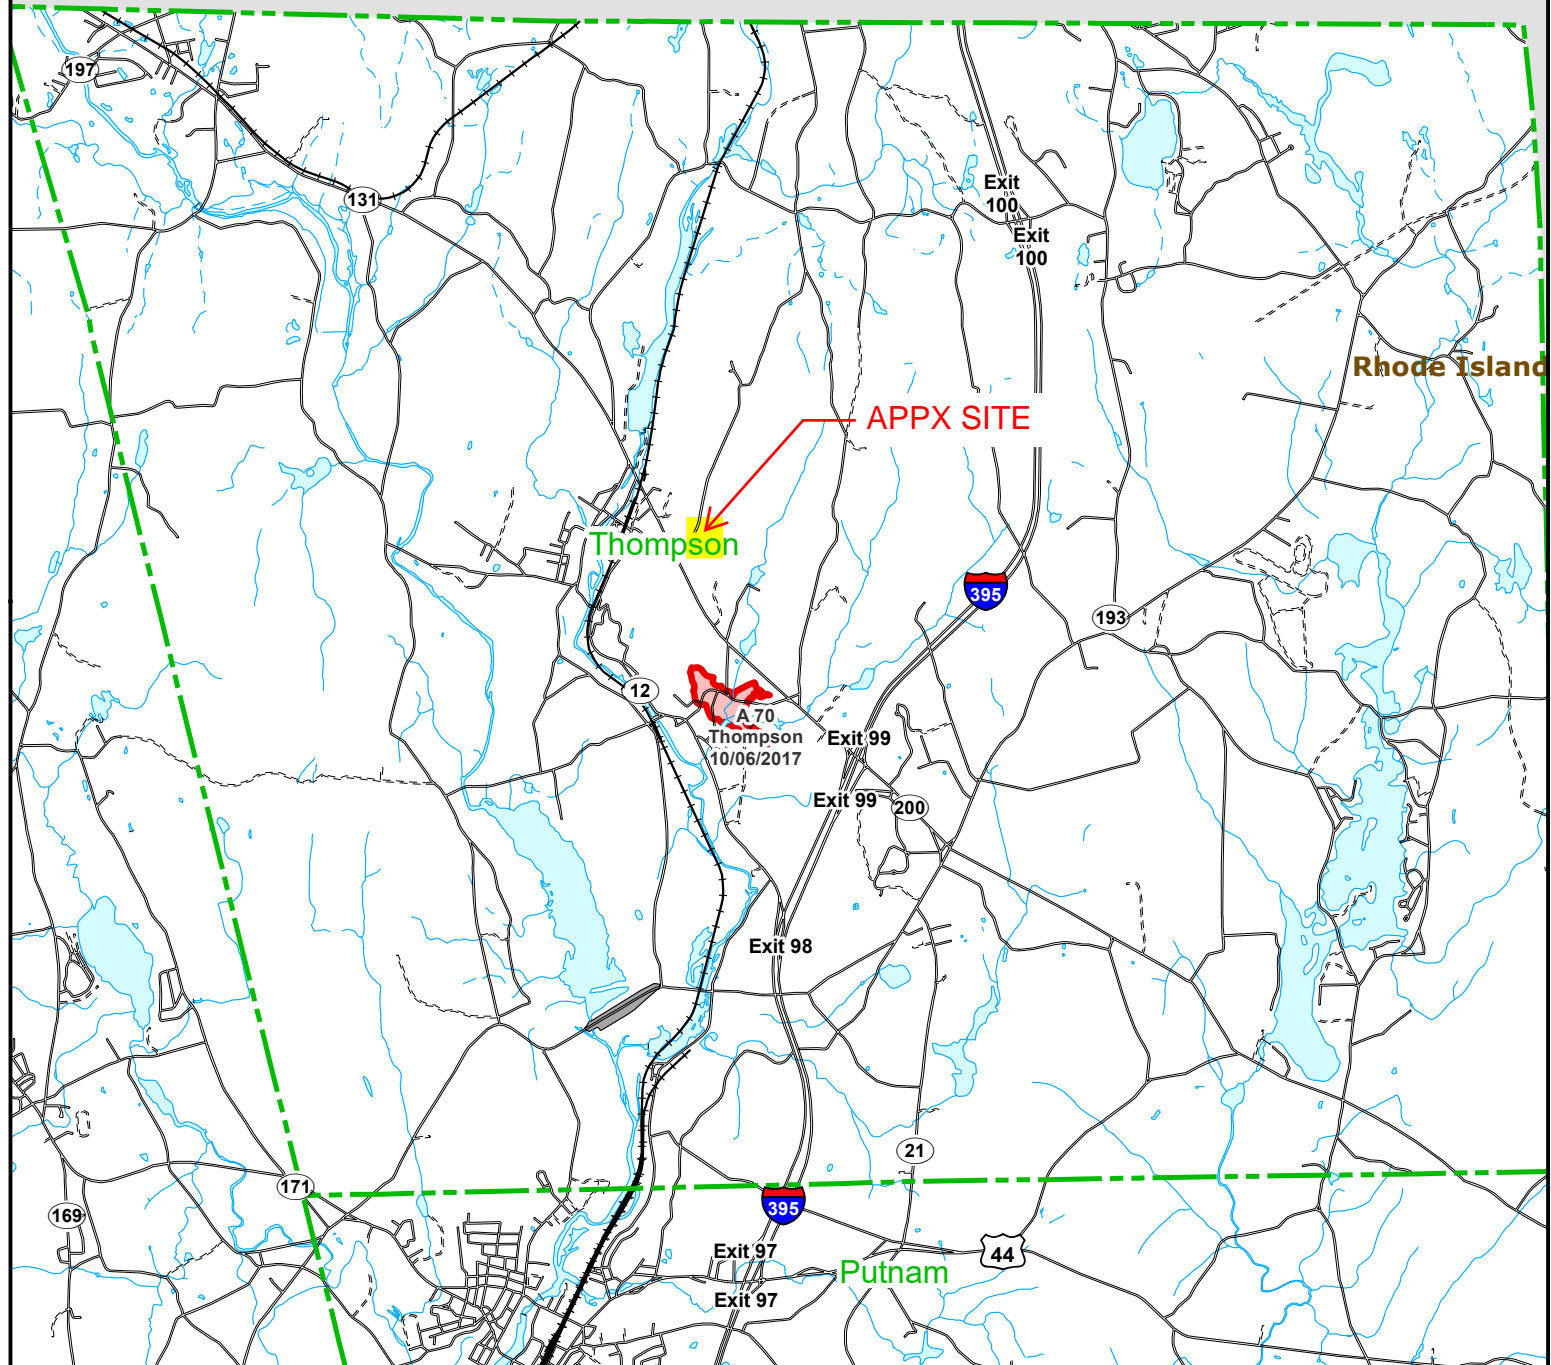 197
131
Exit
100
Exit
100
Rhode Island
APPX SITE
Thompson
395
193
12
A 70
Thompson
10/06/2017
Exit 99
Exit 99
200
Exit 98
21
171
169
395
Exit 97
44
Putnam
Exit 97